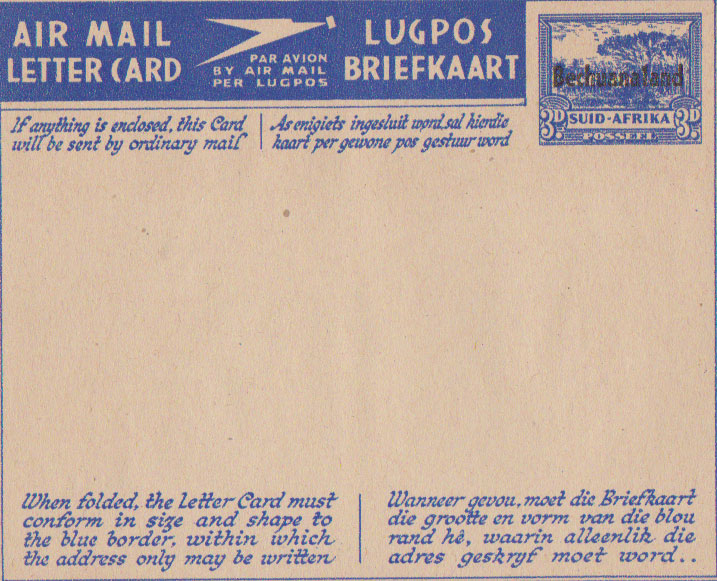 AIR MAIL
LETTER CARD
PAR AVION
BY AIR MAIL
PER LUGPOS
LUGPOS
BRIEFKAART
Bechuanaland
3D SUID-AFRIKA 3D
POSSEEL
If anything is enclosed, this Card
will be sent by ordinary mail
As enigiets ingesluit word, sal hierdie
kaart per gewone pos gestuur word
When folded, the Letter Card must
conform in size and shape to
the blue border, within which
the address only may be written
Wanneer gevou, moet die Briefkaart
die grootte en vorm van die blou
rand hê, waarin alleenlik die
adres geskryf moet word..